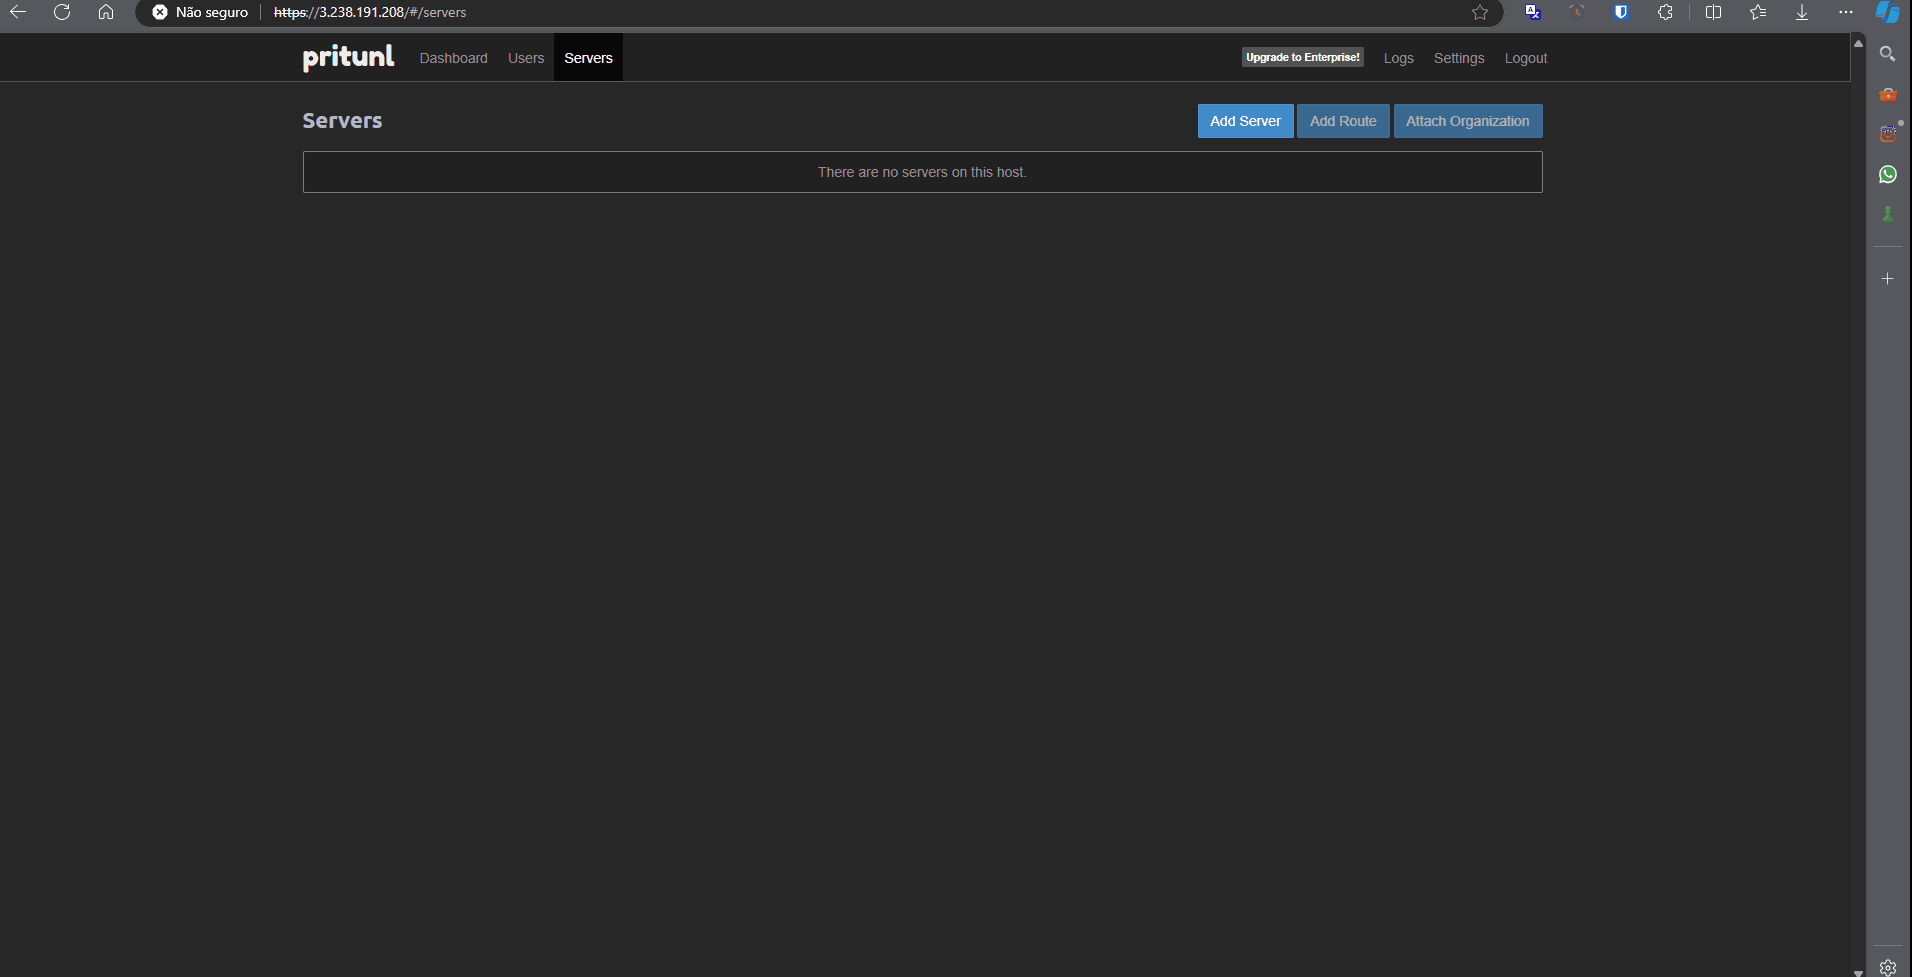 Não seguro https://3.238.191.208/#/servers
pritunl Dashboard Users Servers Upgrade to Enterprise! Logs Settings Logout
Servers Add Server Add Route Attach Organization
There are no servers on this host.